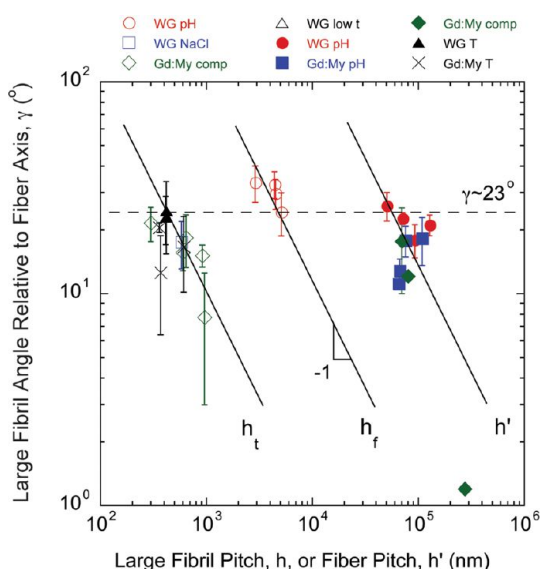 WG pH WG low t Gd:My comp
WG NaCl WG pH WG T
Gd:My comp Gd:My pH Gd:My T
10²
Large Fibril Angle Relative to Fiber Axis, γ (°)
γ~23°
10¹
-1
hₜ h_f h'
10⁰
10² 10³ 10⁴ 10⁵ 10⁶
Large Fibril Pitch, h, or Fiber Pitch, h' (nm)